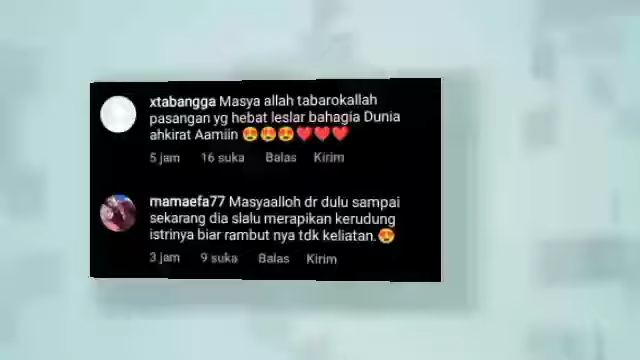 xtabangga Masya allah tabarokallah
pasangan yg hebat leslar bahagia Dunia
ahkirat Aamiin 😍😍😍❤️❤️❤️
5 jam 16 suka Balas Kirim
mamaefa77 Masyaalloh dr dulu sampai
sekarang dia slalu merapikan kerudung
istrinya biar rambut nya tdk keliatan.😍
3 jam 9 suka Balas Kirim